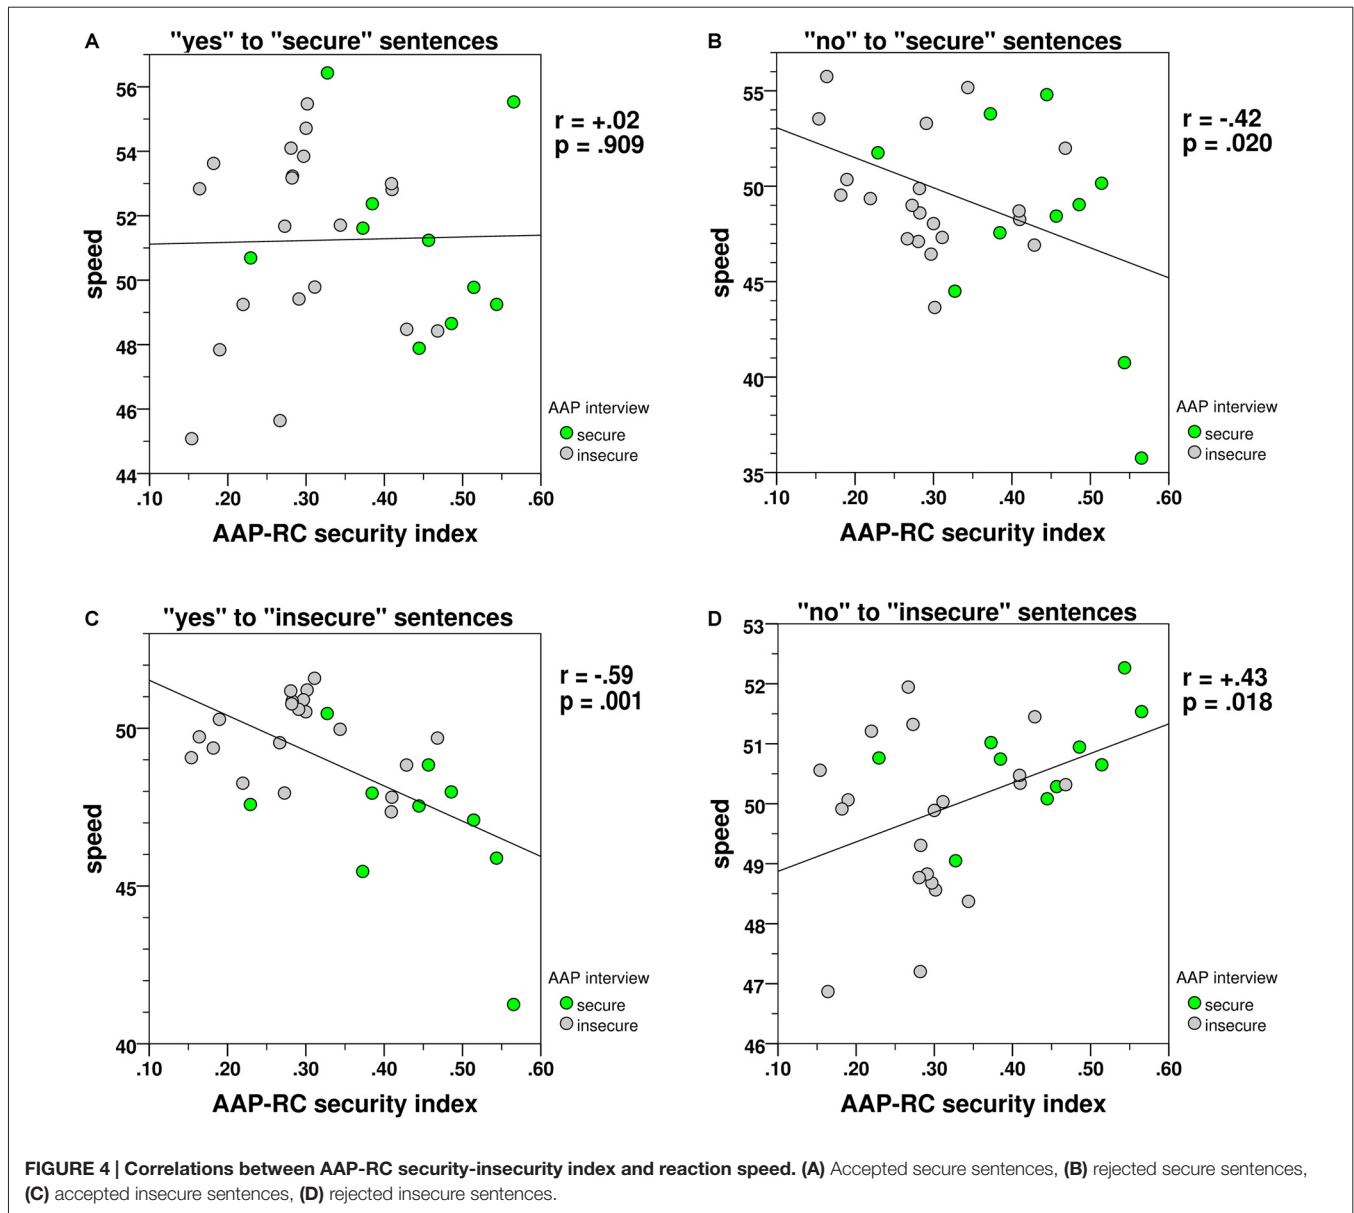 A
"yes" to "secure" sentences
56
54
52
50
48
46
44
speed
.10 .20 .30 .40 .50 .60
AAP-RC security index
r = +.02
p = .909
AAP interview
secure
insecure
B
"no" to "secure" sentences
55
50
45
40
35
speed
.10 .20 .30 .40 .50 .60
AAP-RC security index
r = -.42
p = .020
AAP interview
secure
insecure
C
"yes" to "insecure" sentences
50
45
40
speed
.10 .20 .30 .40 .50 .60
AAP-RC security index
r = -.59
p = .001
AAP interview
secure
insecure
D
"no" to "insecure" sentences
53
52
51
50
49
48
47
46
speed
.10 .20 .30 .40 .50 .60
AAP-RC security index
r = +.43
p = .018
AAP interview
secure
insecure
FIGURE 4 | Correlations between AAP-RC security-insecurity index and reaction speed. (A) Accepted secure sentences, (B) rejected secure sentences,
(C) accepted insecure sentences, (D) rejected insecure sentences.